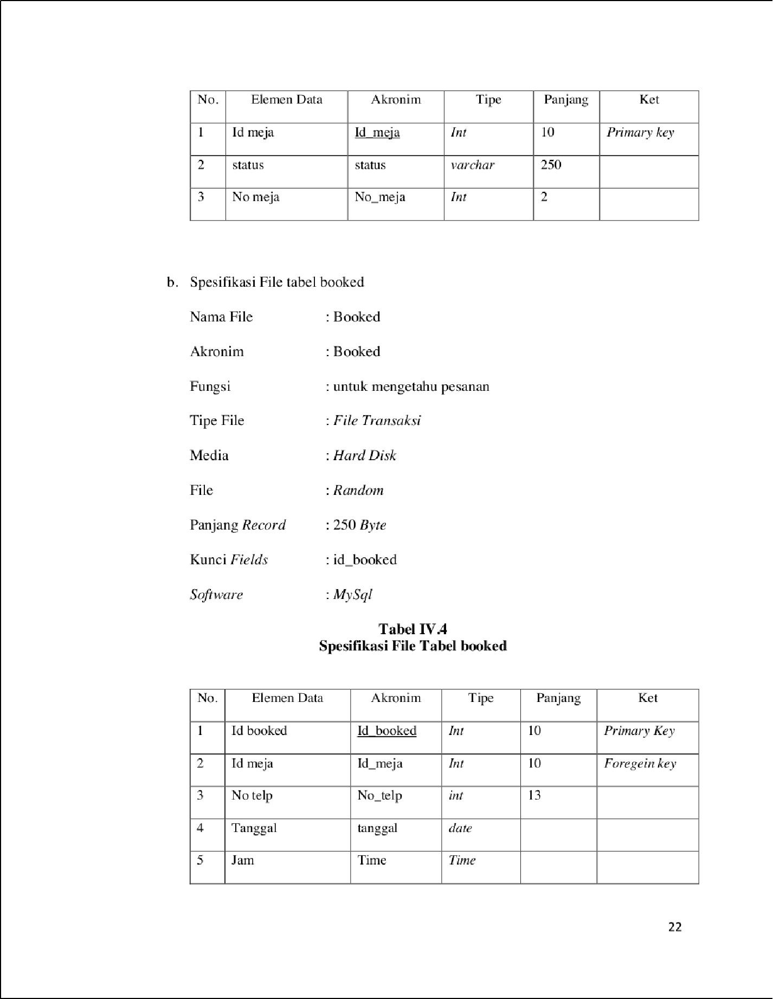 No. Elemen Data Akronim Tipe Panjang Ket
1 Id meja Id_meja Int 10 Primary key
2 status status varchar 250
3 No meja No_meja Int 2
b. Spesifikasi File tabel booked
Nama File : Booked
Akronim : Booked
Fungsi : untuk mengetahu pesanan
Tipe File : File Transaksi
Media : Hard Disk
File : Random
Panjang Record : 250 Byte
Kunci Fields : id_booked
Software : MySql
Tabel IV.4
Spesifikasi File Tabel booked
No. Elemen Data Akronim Tipe Panjang Ket
1 Id booked Id_booked Int 10 Primary Key
2 Id meja Id_meja Int 10 Foregein key
3 No telp No_telp int 13
4 Tanggal tanggal date
5 Jam Time Time
22